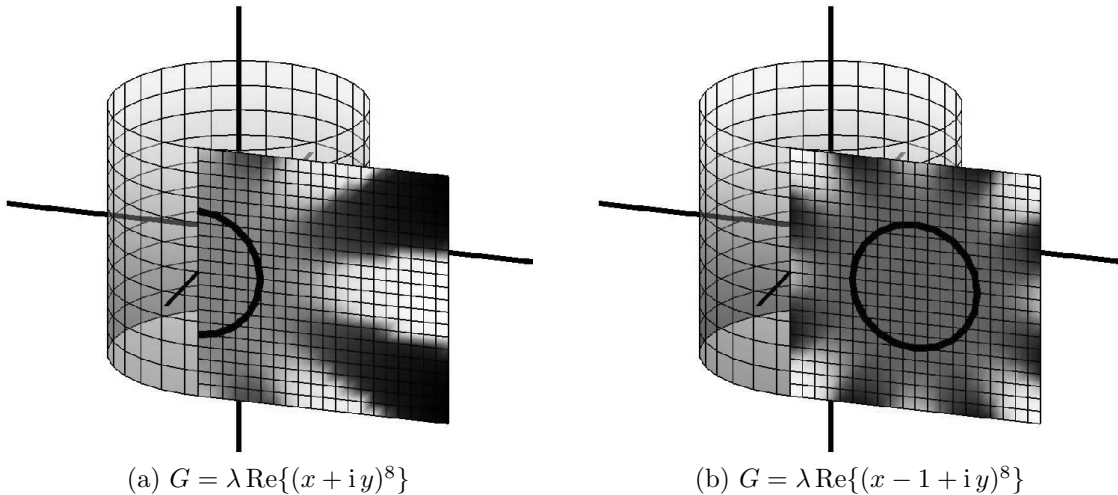 (a) G = λ Re{(x + i y)⁸}
(b) G = λ Re{(x − 1 + i y)⁸}